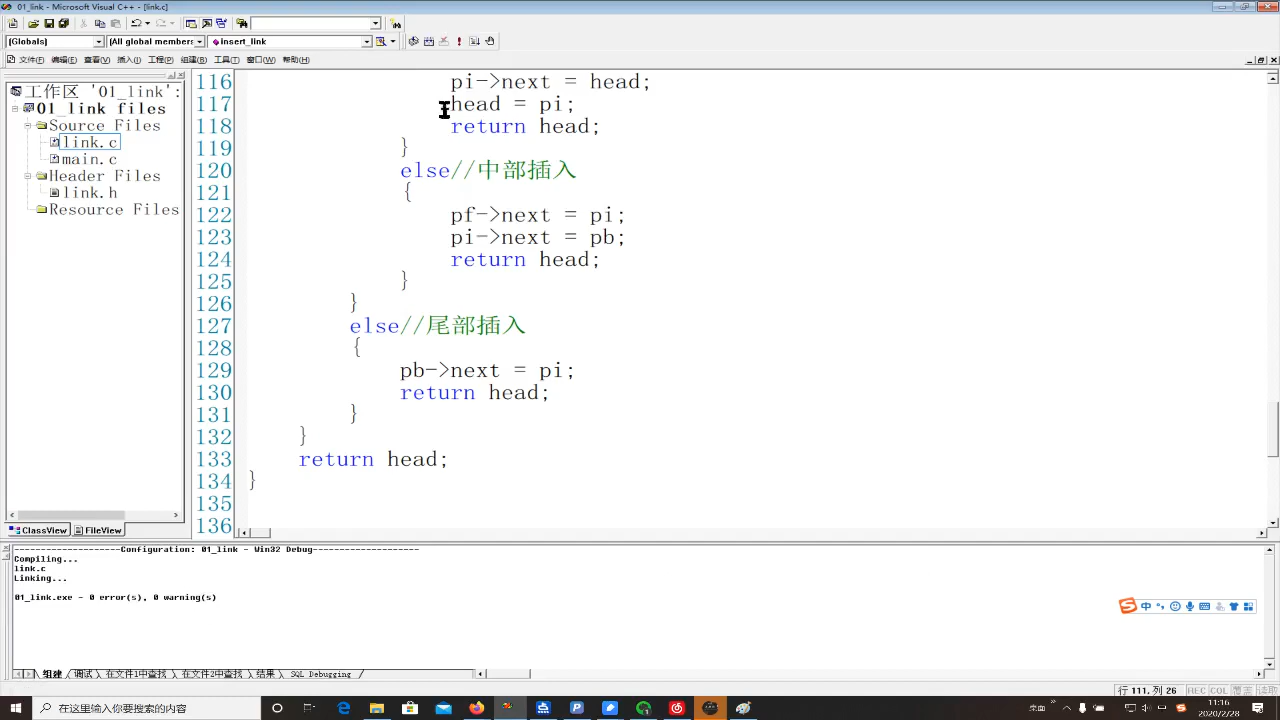 01_link - Microsoft Visual C++ - [link.c]
(Globals) (All global members insert_link
文件(F) 编辑(E) 查看(V) 插入(I) 工程(P) 组建(B) 工具(T) 窗口(W) 帮助(H)
工作区 '01_link':
01_link files
Source Files
link.c
main.c
Header Files
link.h
Resource Files
ClassView FileView
116 pi->next = head;
117 head = pi;
118 return head;
119 }
120 else//中部插入
121 {
122 pf->next = pi;
123 pi->next = pb;
124 return head;
125 }
126 }
127 else//尾部插入
128 {
129 pb->next = pi;
130 return head;
131 }
132 }
133 return head;
134 }
135
136
--------------------Configuration: 01_link - Win32 Debug--------------------
Compiling...
link.c
Linking...
01_link.exe - 0 error(s), 0 warning(s)
中
组建 调试 在文件1中查找 在文件2中查找 结果 SQL Debugging
行 111, 列 26 REC COL 覆盖 读取
在这里输入你要搜索的内容
桌面 中 11:16
2020/2/28